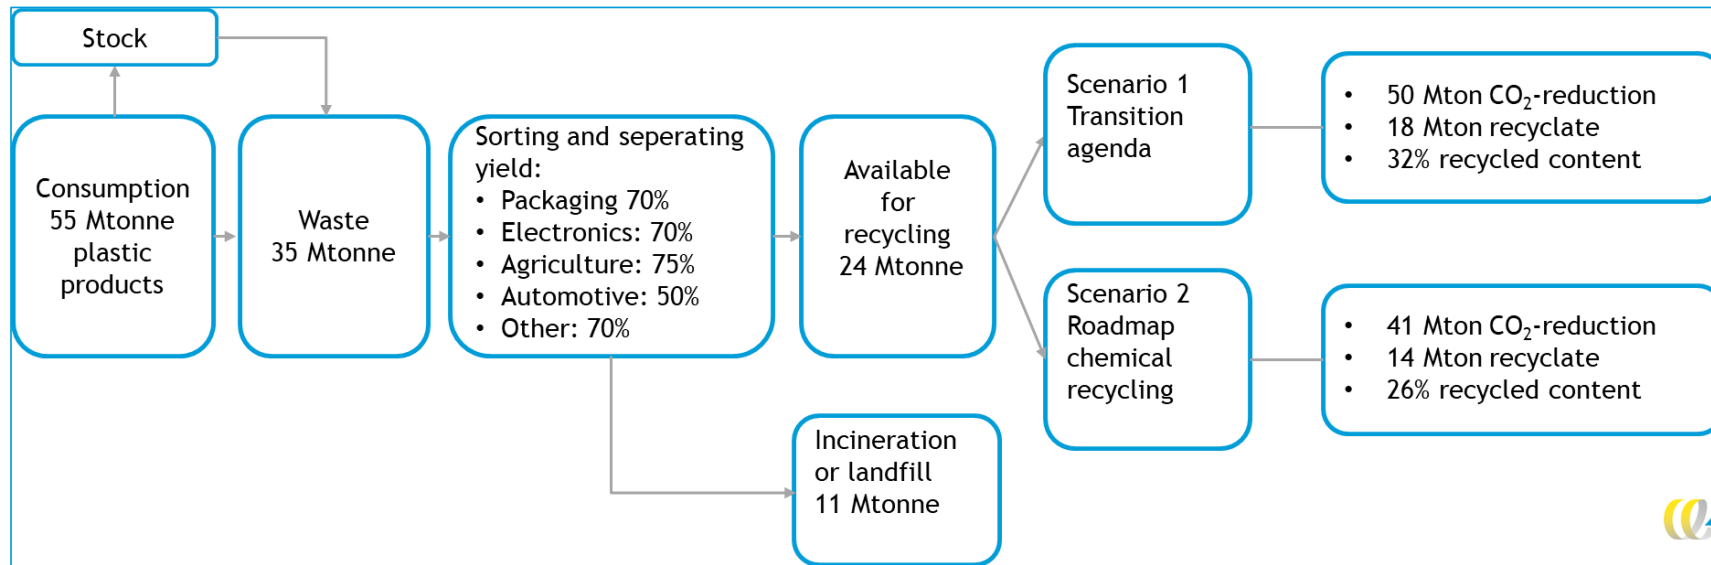 Stock
Consumption
55 Mtonne
plastic
products
Waste
35 Mtonne
Sorting and seperating
yield:
• Packaging 70%
• Electronics: 70%
• Agriculture: 75%
• Automotive: 50%
• Other: 70%
Available
for
recycling
24 Mtonne
Incineration
or landfill
11 Mtonne
Scenario 1
Transition
agenda
• 50 Mton CO₂-reduction
• 18 Mton recyclate
• 32% recycled content
Scenario 2
Roadmap
chemical
recycling
• 41 Mton CO₂-reduction
• 14 Mton recyclate
• 26% recycled content